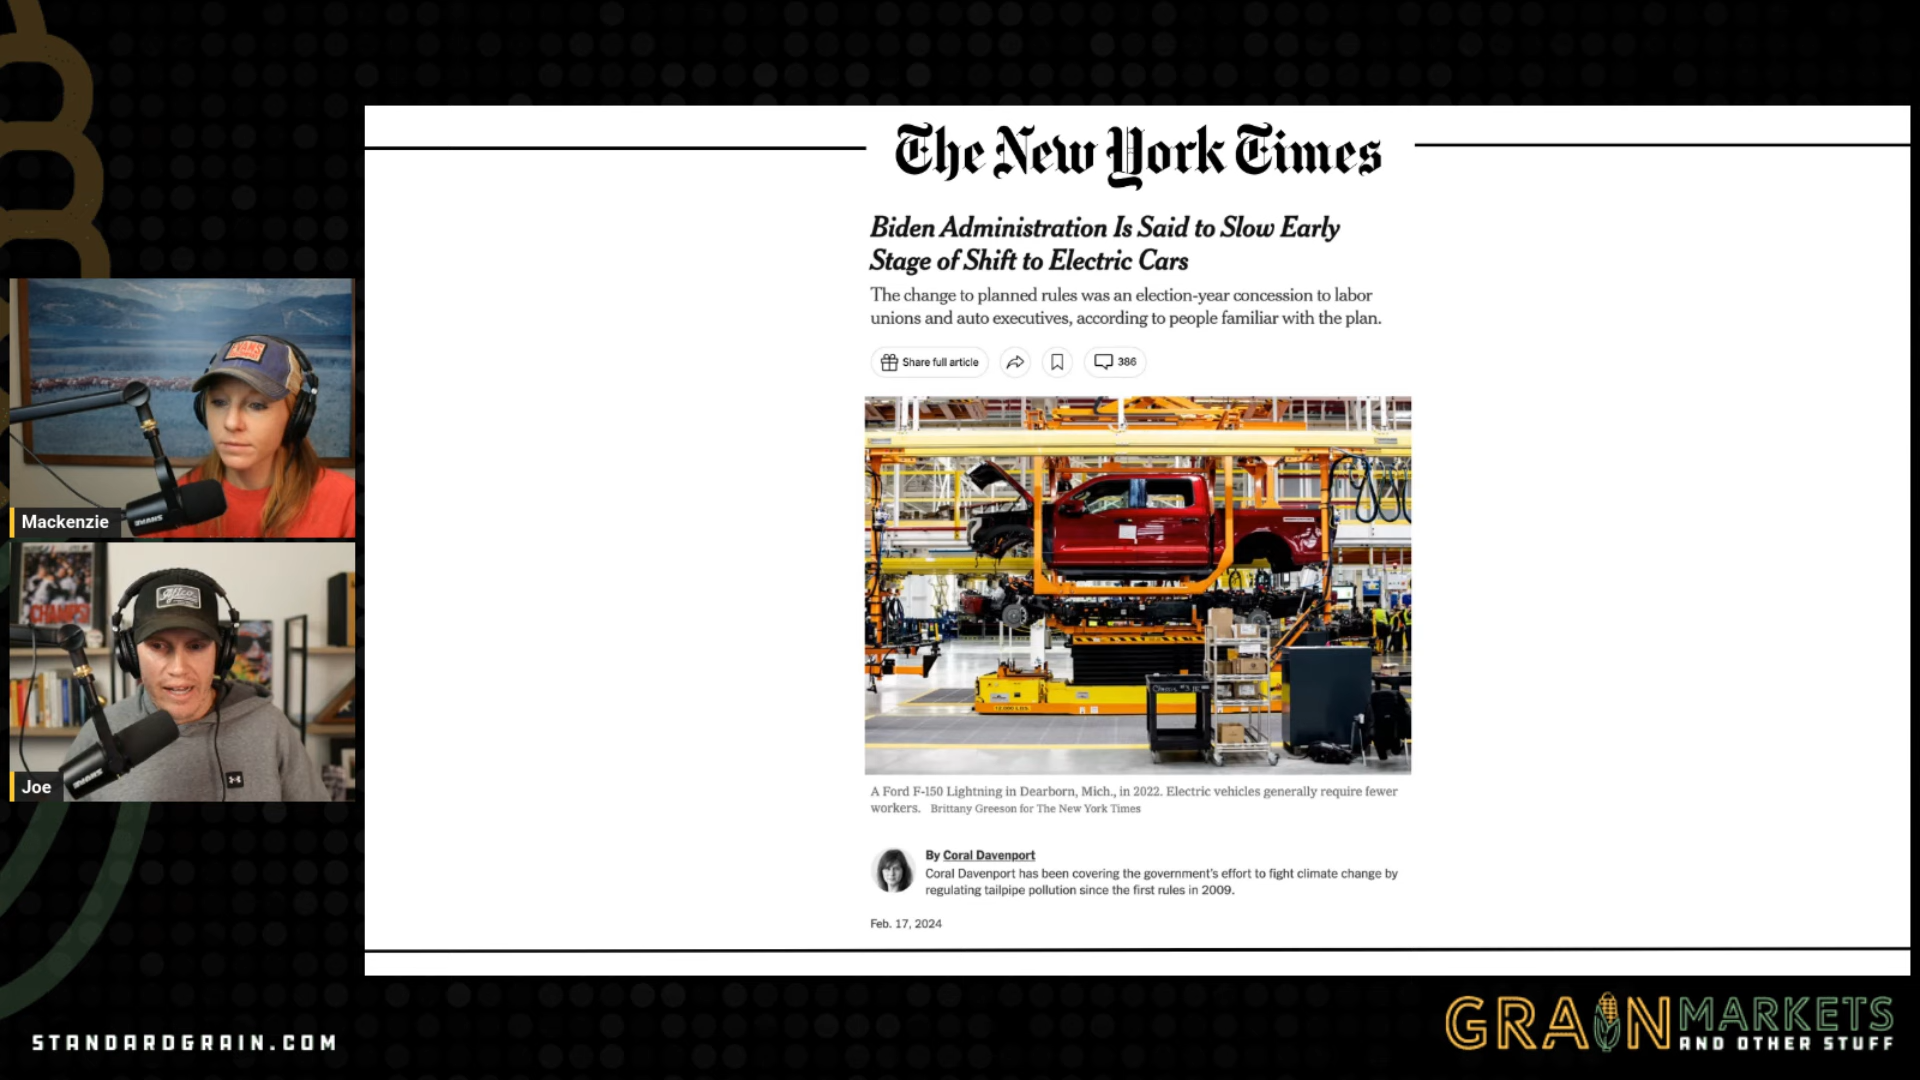 The New York Times
Biden Administration Is Said to Slow Early
Stage of Shift to Electric Cars
The change to planned rules was an election-year concession to labor
unions and auto executives, according to people familiar with the plan.
Share full article
386
A Ford F-150 Lightning in Dearborn, Mich., in 2022. Electric vehicles generally require fewer
workers. Brittany Greeson for The New York Times
By Coral Davenport
Coral Davenport has been covering the government's effort to fight climate change by
regulating tailpipe pollution since the first rules in 2009.
Feb. 17, 2024
Mackenzie
CHAMPS!
Joe
STANDARDGRAIN.COM
GRAIN MARKETS
AND OTHER STUFF